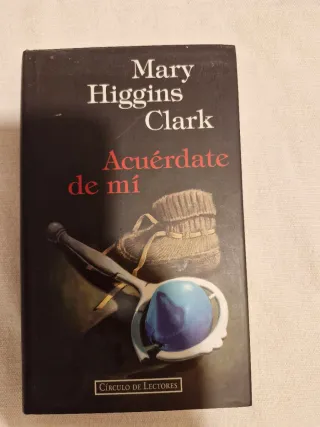 Mary
Higgins
Clark
Acuérdate
de mí
CÍRCULO DE LECTORES